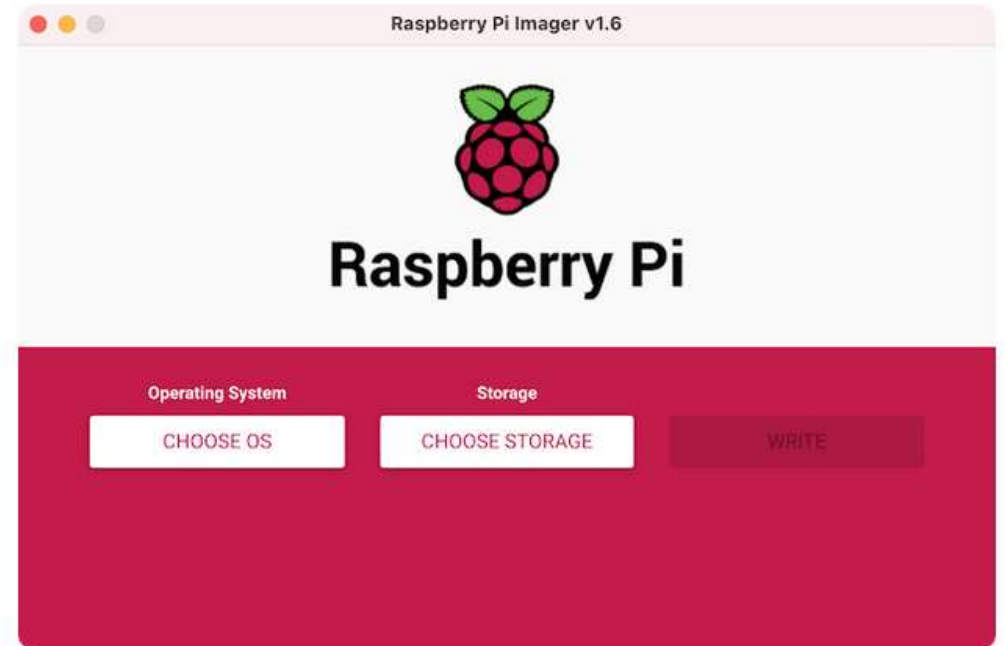 Raspberry Pi Imager v1.6
Raspberry Pi
Operating System
Storage
CHOOSE OS
CHOOSE STORAGE
WRITE